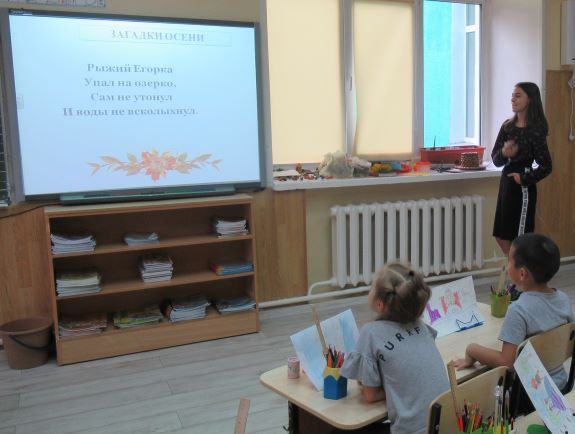 ЗАГАДКИ ОСЕНИ
Рыжий Егорка
Упал на озерко,
Сам не утонул
И воды не всколыхнул.